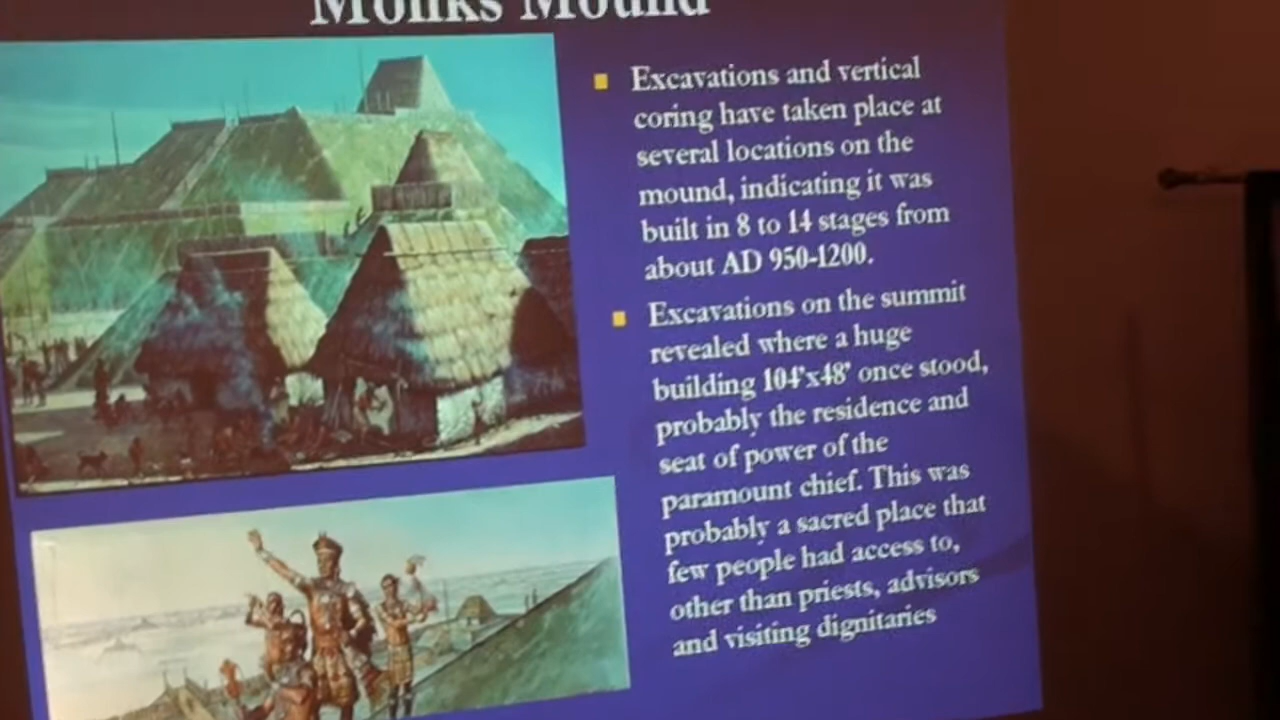 Monks Mound
Excavations and vertical
coring have taken place at
several locations on the
mound, indicating it was
built in 8 to 14 stages from
about AD 950-1200.
Excavations on the summit
revealed where a huge
building 104'x48' once stood,
probably the residence and
seat of power of the
paramount chief. This was
probably a sacred place that
few people had access to,
other than priests, advisors
and visiting dignitaries